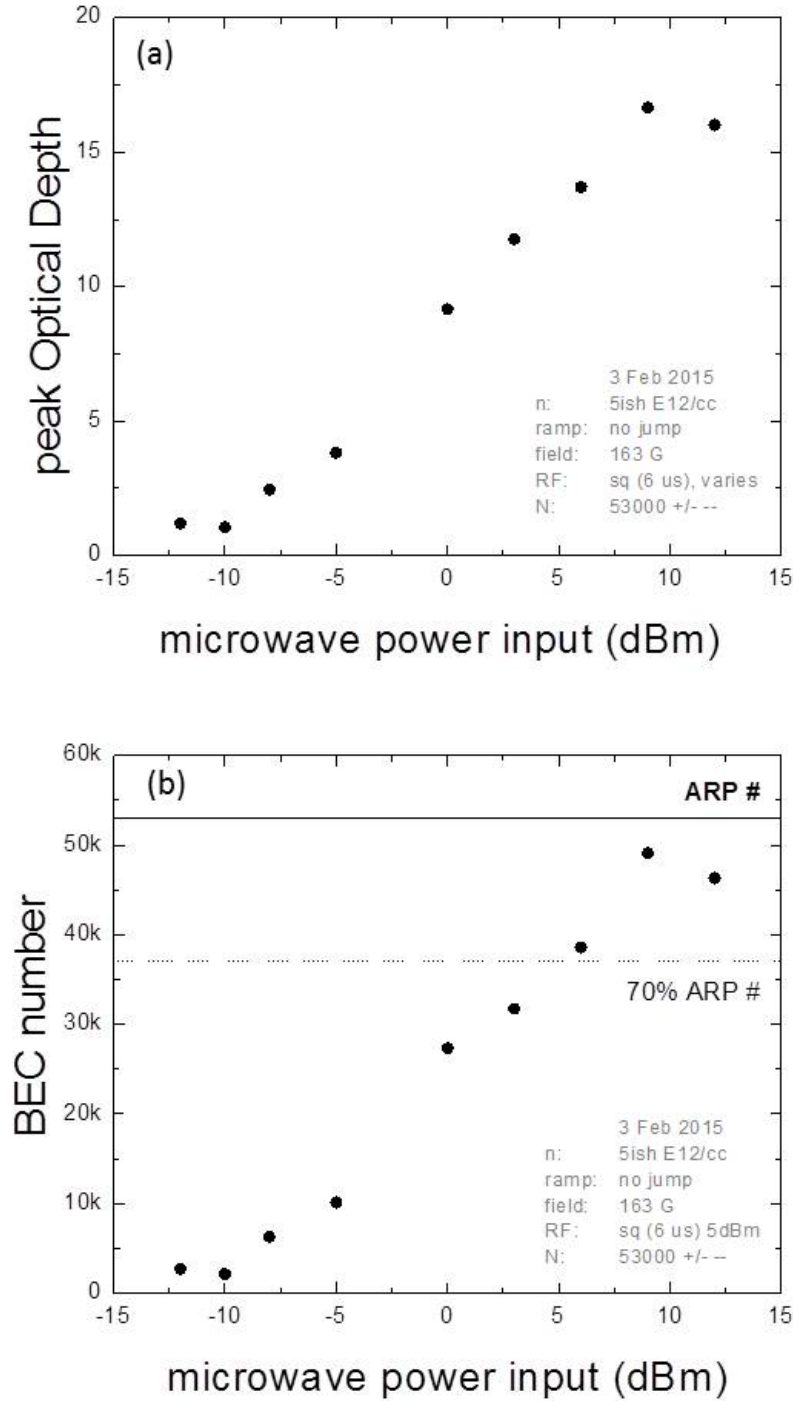 20
(a)
15
10
5
0
peak Optical Depth
3 Feb 2015
n: 5ish E12/cc
ramp: no jump
field: 163 G
RF: sq (6 us), varies
N: 53000 +/- --
-15 -10 -5 0 5 10 15
microwave power input (dBm)
60k
(b)
ARP #
50k
40k
70% ARP #
30k
20k
10k
0
BEC number
3 Feb 2015
n: 5ish E12/cc
ramp: no jump
field: 163 G
RF: sq (6 us) 5dBm
N: 53000 +/- --
-15 -10 -5 0 5 10 15
microwave power input (dBm)